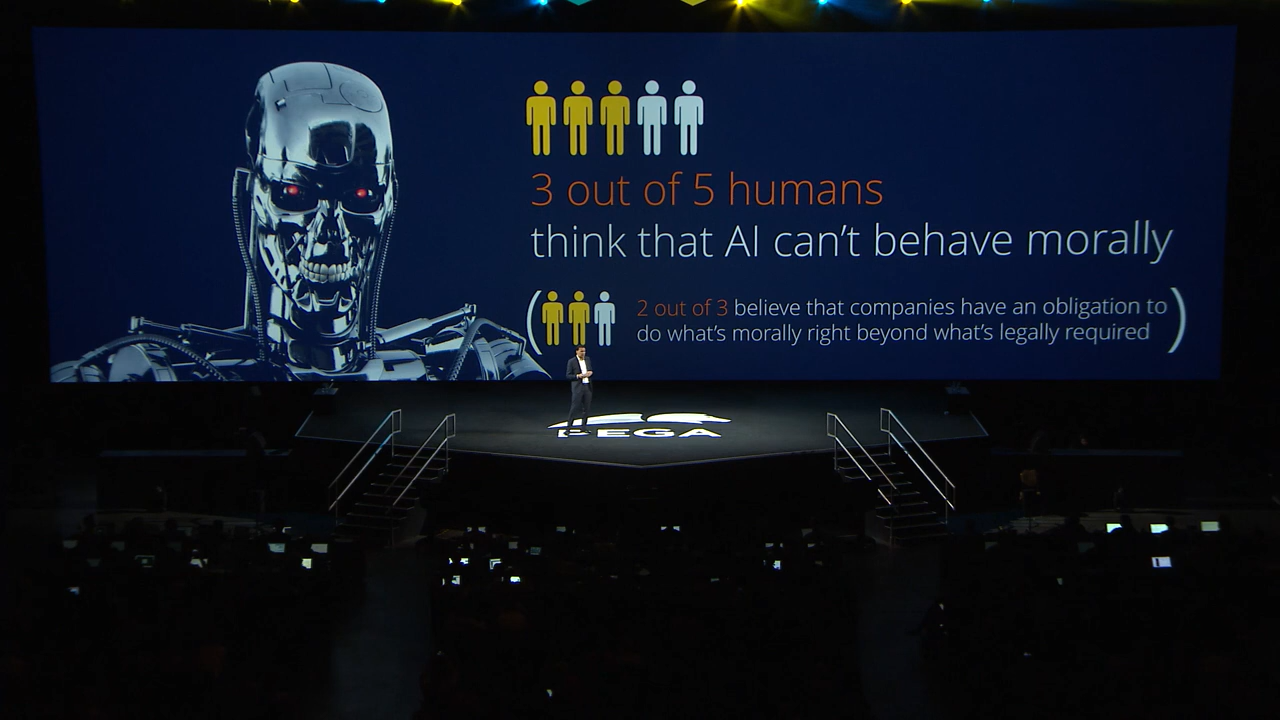 3 out of 5 humans
think that AI can't behave morally
(2 out of 3 believe that companies have an obligation to
do what's morally right beyond what's legally required)
PEGA